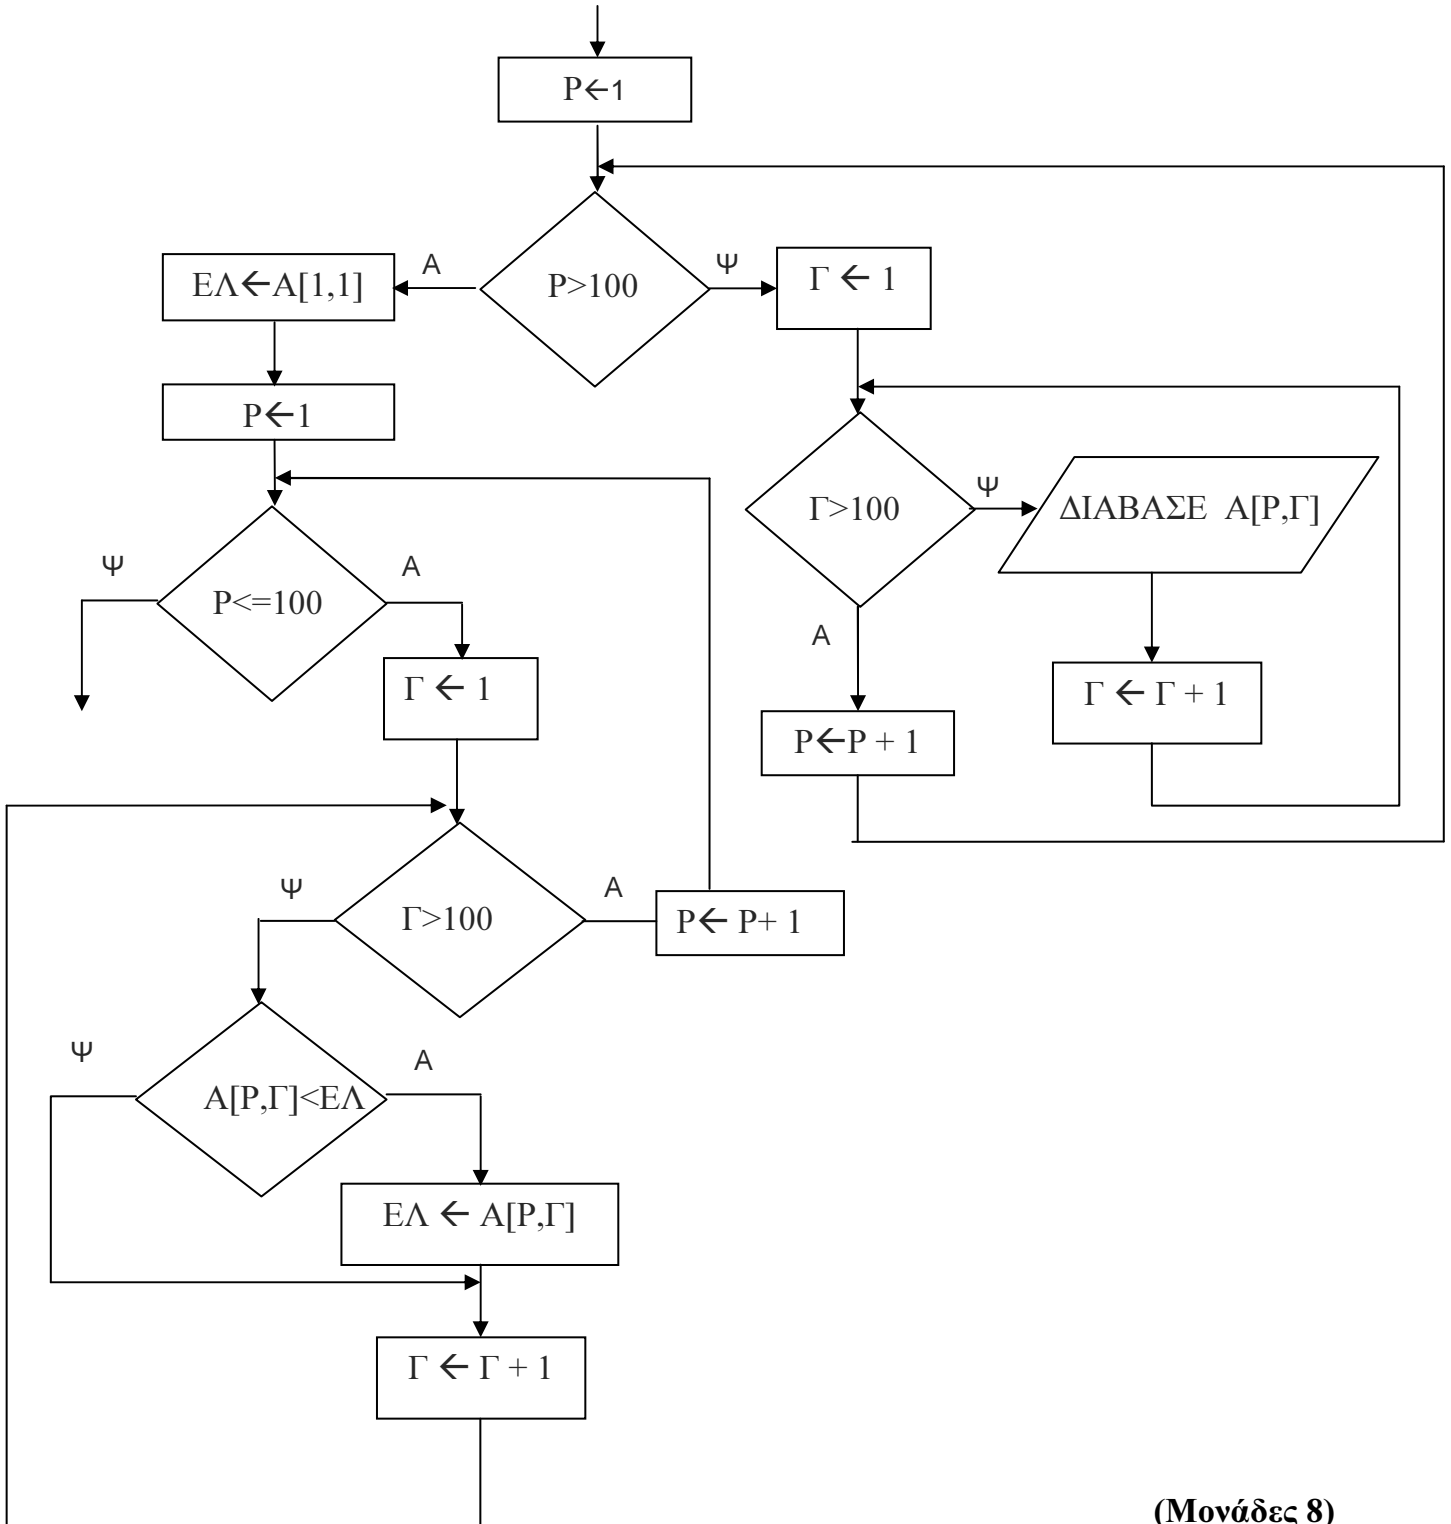 Ρ←1
Ρ>100
Α
Ψ
ΕΛ←Α[1,1]
Γ ← 1
Ρ←1
Γ>100
Ψ
ΔΙΑΒΑΣΕ Α[Ρ,Γ]
Α
Ρ<=100
Ψ
Α
Γ ← 1
Γ ← Γ + 1
Ρ←Ρ + 1
Γ>100
Ψ
Α
Ρ← Ρ+ 1
Α[Ρ,Γ]<ΕΛ
Ψ
Α
ΕΛ ← Α[Ρ,Γ]
Γ ← Γ + 1
(Μονάδες 8)